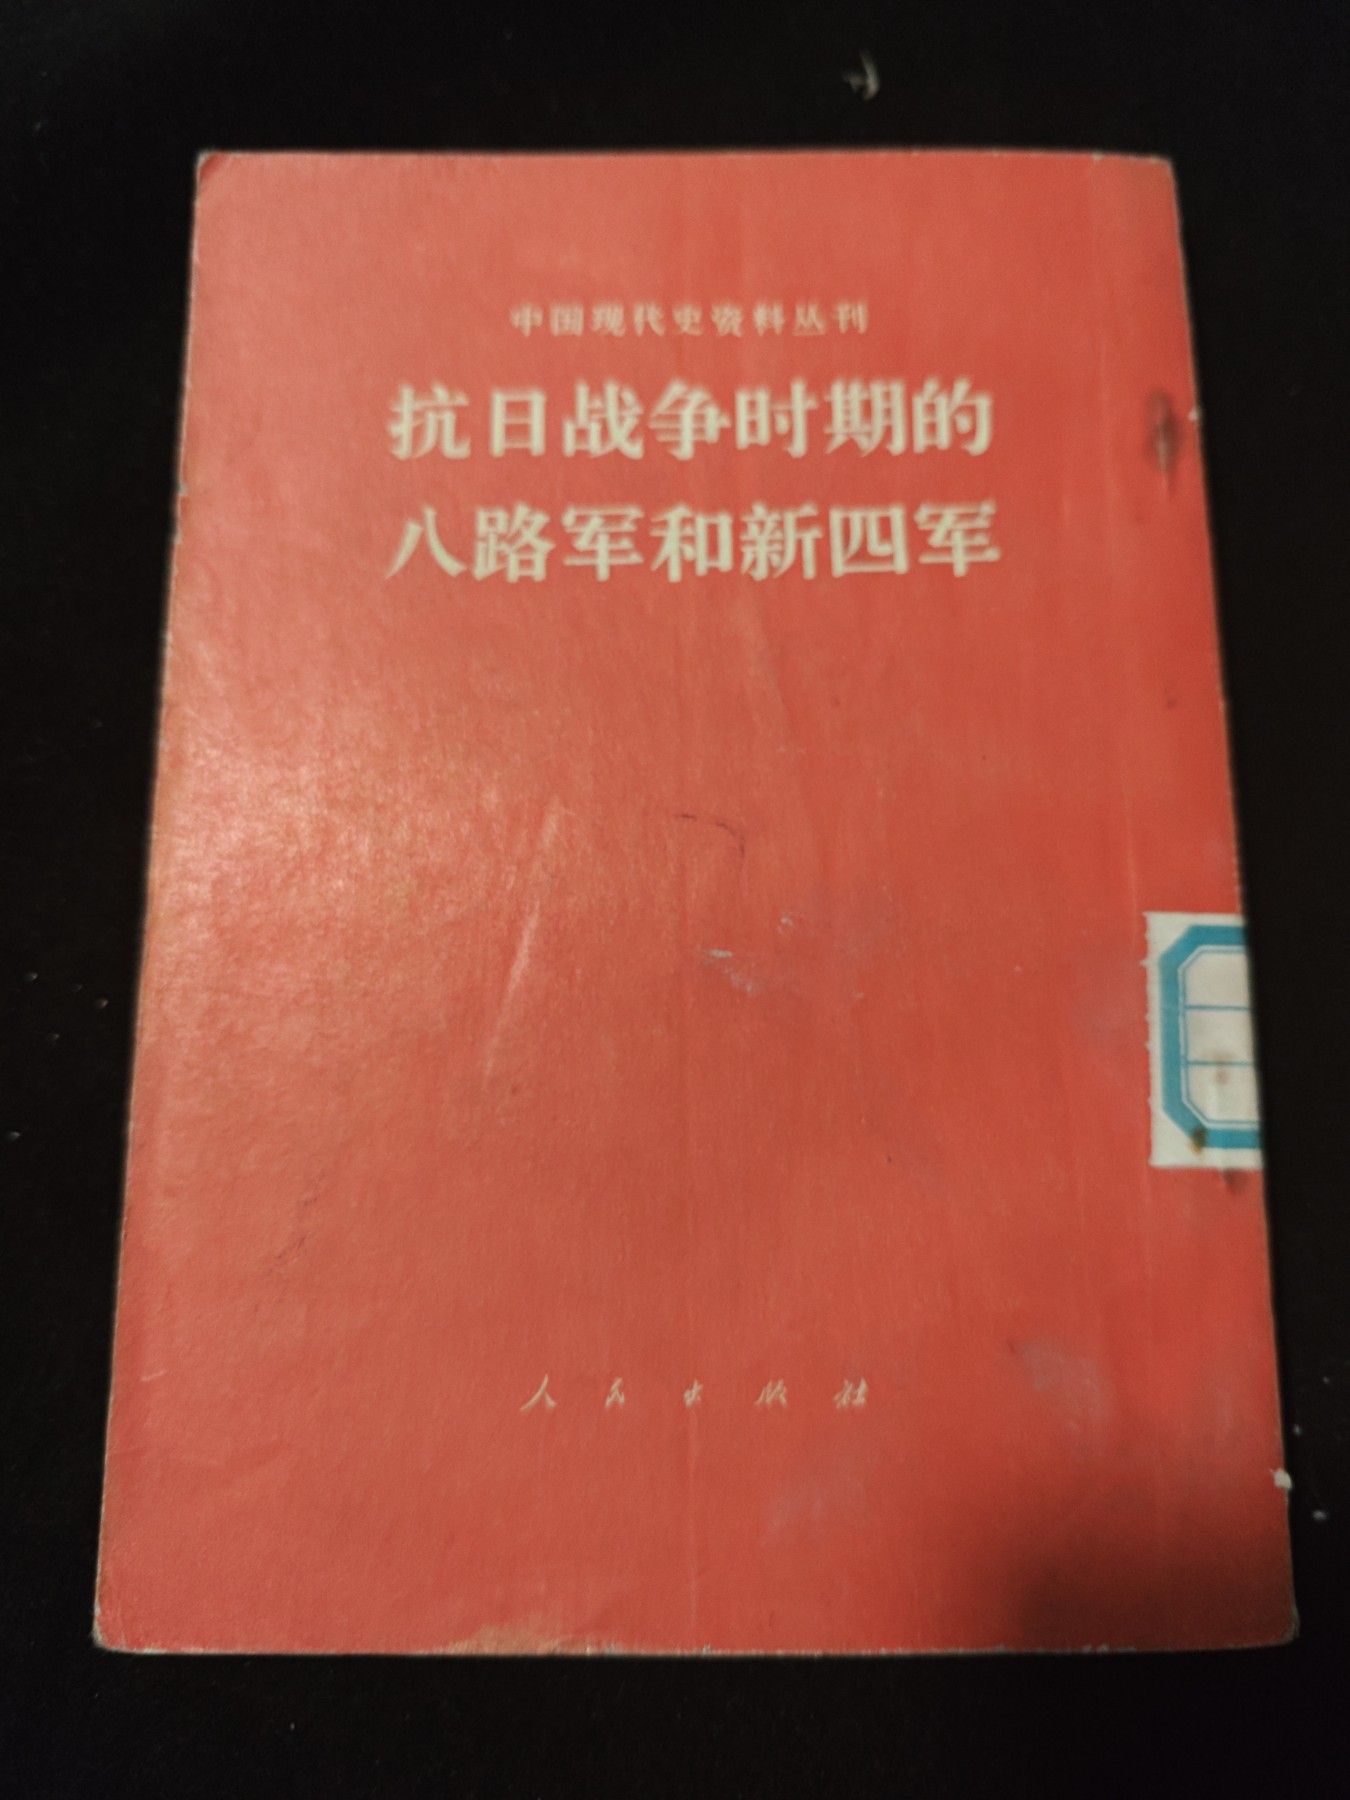 中国现代史资料丛刊
抗日战争时期的
八路军和新四军
人民出版社